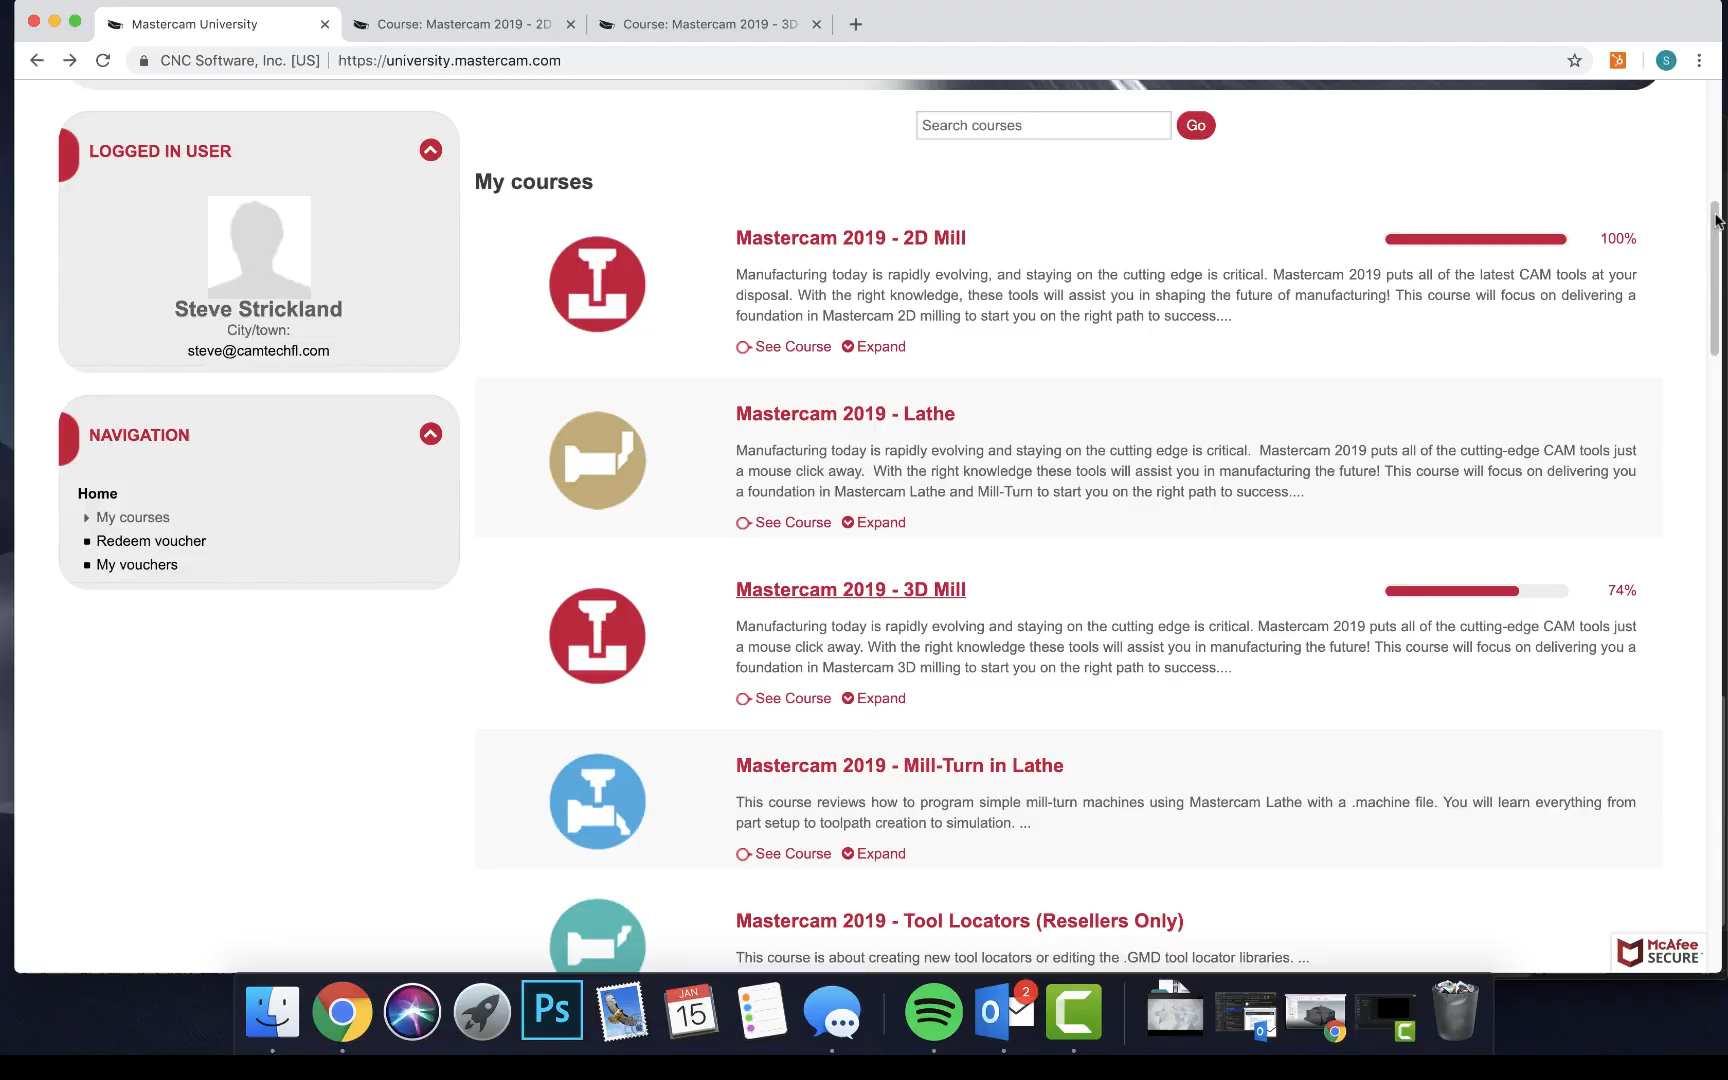 Mastercam University
Course: Mastercam 2019 - 2D
Course: Mastercam 2019 - 3D
CNC Software, Inc. [US]
https://university.mastercam.com
S
Search courses
Go
LOGGED IN USER
Steve Strickland
City/town:
steve@camtechfl.com
NAVIGATION
Home
My courses
Redeem voucher
My vouchers
My courses
Mastercam 2019 - 2D Mill
100%
Manufacturing today is rapidly evolving, and staying on the cutting edge is critical. Mastercam 2019 puts all of the latest CAM tools at your
disposal. With the right knowledge, these tools will assist you in shaping the future of manufacturing! This course will focus on delivering a
foundation in Mastercam 2D milling to start you on the right path to success....
See Course Expand
Mastercam 2019 - Lathe
Manufacturing today is rapidly evolving and staying on the cutting edge is critical. Mastercam 2019 puts all of the cutting-edge CAM tools just
a mouse click away. With the right knowledge these tools will assist you in manufacturing the future! This course will focus on delivering you
a foundation in Mastercam Lathe and Mill-Turn to start you on the right path to success....
See Course Expand
Mastercam 2019 - 3D Mill
74%
Manufacturing today is rapidly evolving and staying on the cutting edge is critical. Mastercam 2019 puts all of the cutting-edge CAM tools just
a mouse click away. With the right knowledge these tools will assist you in manufacturing the future! This course will focus on delivering you a
foundation in Mastercam 3D milling to start you on the right path to success....
See Course Expand
Mastercam 2019 - Mill-Turn in Lathe
This course reviews how to program simple mill-turn machines using Mastercam Lathe with a .machine file. You will learn everything from
part setup to toolpath creation to simulation. ...
See Course Expand
Mastercam 2019 - Tool Locators (Resellers Only)
This course is about creating new tool locators or editing the .GMD tool locator libraries. ...
McAfee
SECURE
Ps
JAN
15
2